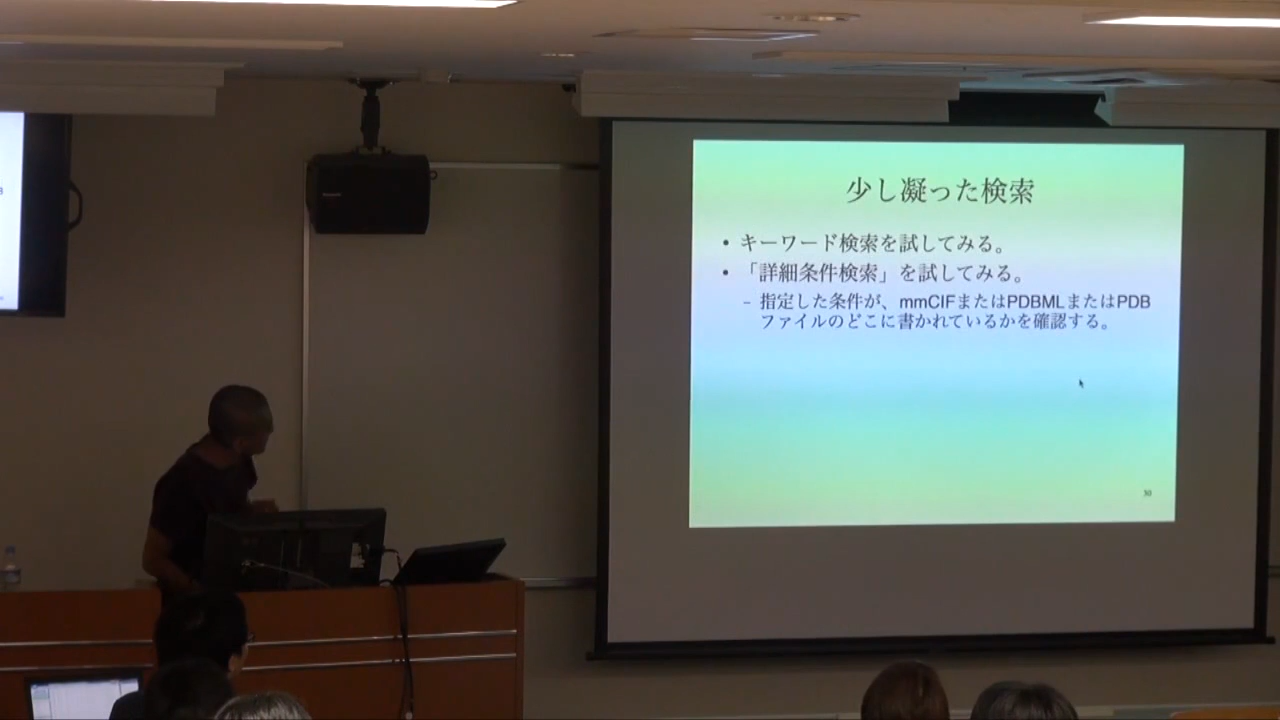 少し凝った検索
• キーワード検索を試してみる。
• 「詳細条件検索」を試してみる。
– 指定した条件が、mmCIFまたはPDBMLまたはPDB
ファイルのどこに書かれているかを確認する。
30